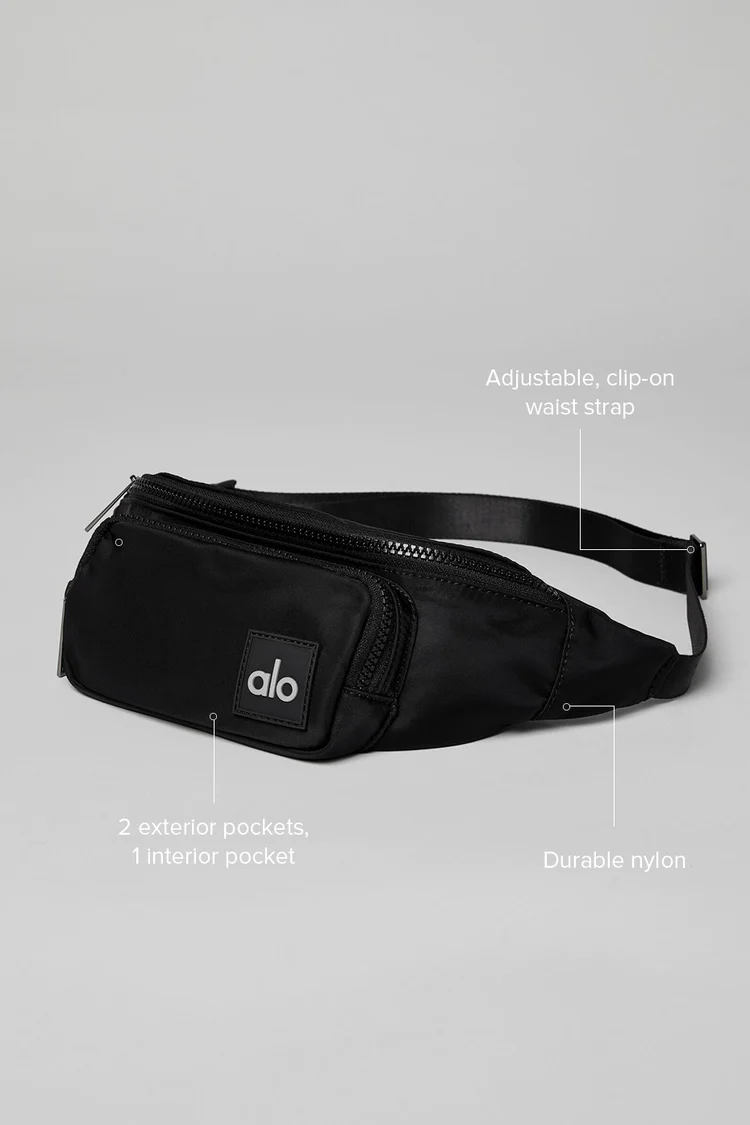 Adjustable, clip-on
waist strap
alo
2 exterior pockets,
1 interior pocket
Durable nylon